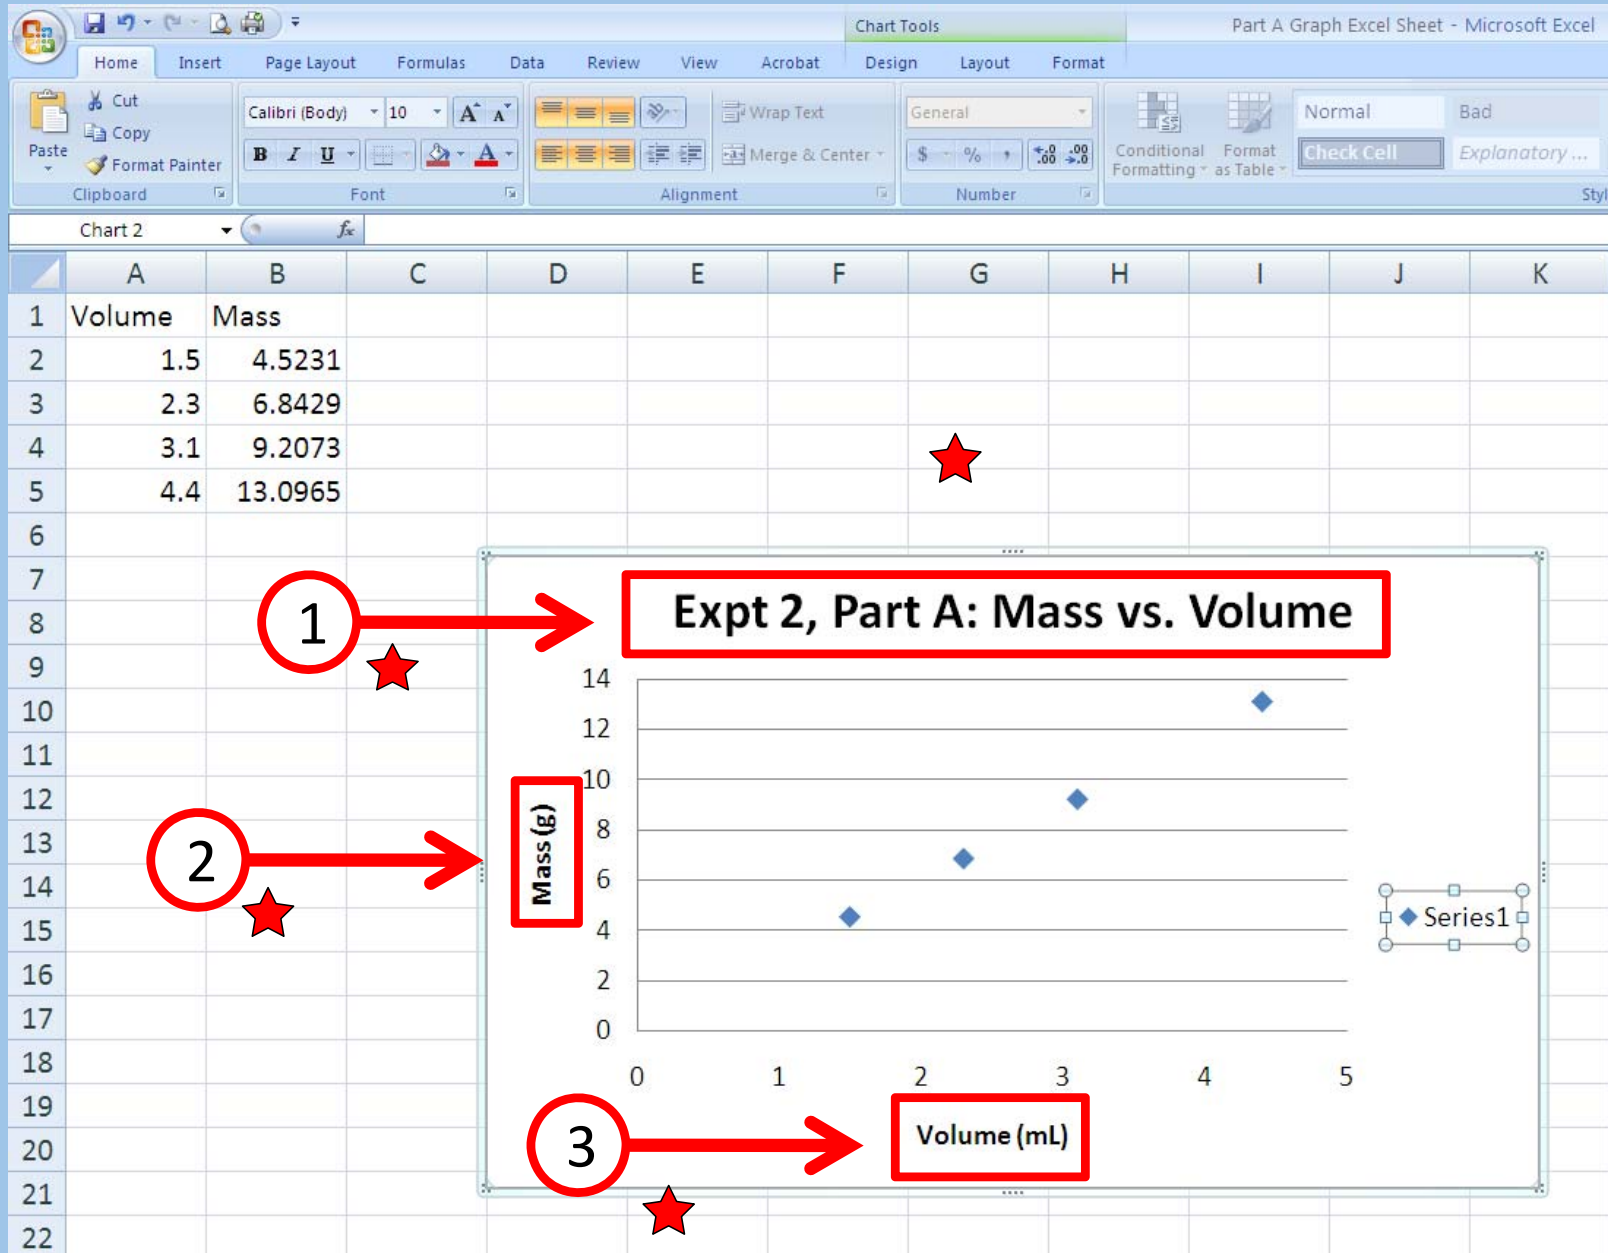 Chart Tools Part A Graph Excel Sheet - Microsoft Excel
Home Insert Page Layout Formulas Data Review View Acrobat Design Layout Format
Paste
Cut
Copy
Format Painter
Clipboard
Calibri (Body) 10 A A
B I U A
Font
Wrap Text
Merge & Center
Alignment
General
$ % , .0 .00 .00 .0
Number
Conditional Formatting
Format as Table
Normal Bad
Check Cell Explanatory ...
Styl
Chart 2 fx
A B C D E F G H I J K
1 Volume Mass
2 1.5 4.5231
3 2.3 6.8429
4 3.1 9.2073
5 4.4 13.0965
6
7
8
9
10
11
12
13
14
15
16
17
18
19
20
21
22
1
Expt 2, Part A: Mass vs. Volume
14
12
10
8
6
4
2
0
2
Mass (g)
Series1
0 1 2 3 4 5
3
Volume (mL)